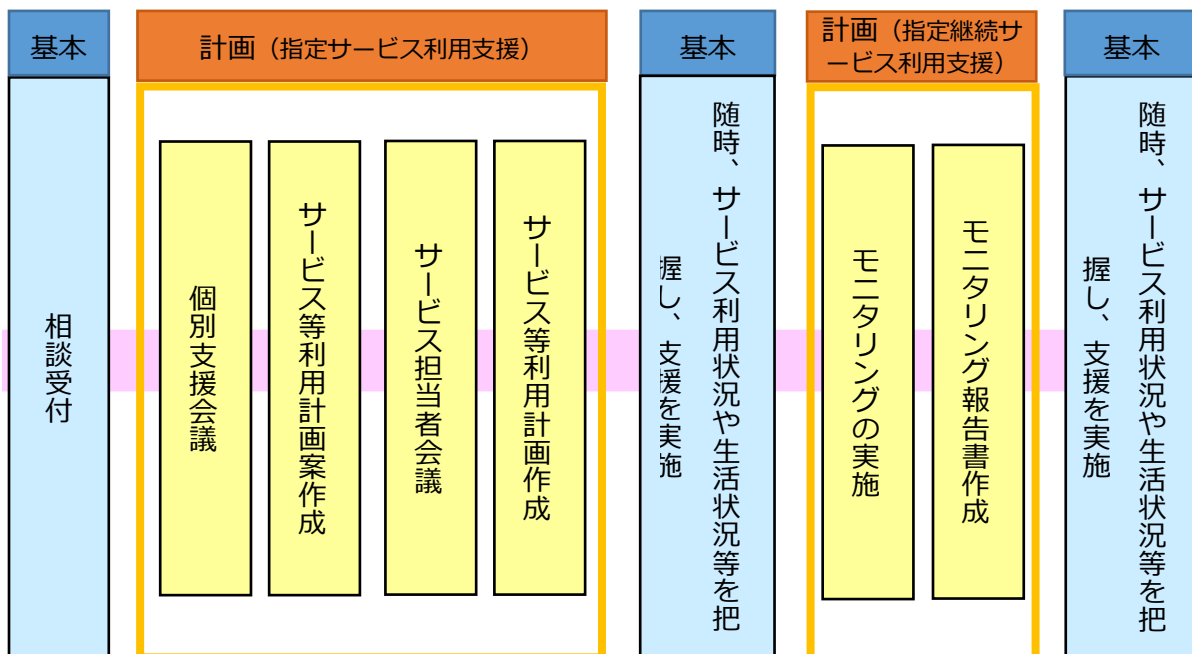 基本
相談受付
計画（指定サービス利用支援）
個別支援会議
サービス等利用計画案作成
サービス担当者会議
サービス等利用計画作成
基本
随時、サービス利用状況や生活状況等を把
握し、支援を実施
計画（指定継続サ
ービス利用支援）
モニタリングの実施
モニタリング報告書作成
基本
随時、サービス利用状況や生活状況等を把
握し、支援を実施